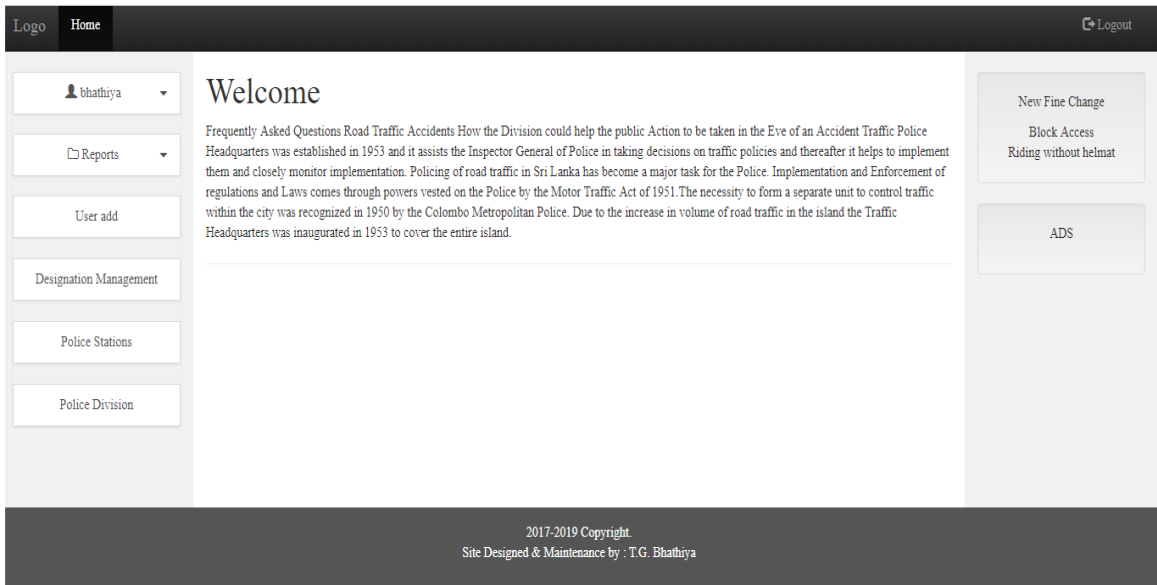 Logo Home Logout
bhathiya
Reports
User add
Designation Management
Police Stations
Police Division
Welcome
Frequently Asked Questions Road Traffic Accidents How the Division could help the public Action to be taken in the Eve of an Accident Traffic Police
Headquarters was established in 1953 and it assists the Inspector General of Police in taking decisions on traffic policies and thereafter it helps to implement
them and closely monitor implementation. Policing of road traffic in Sri Lanka has become a major task for the Police. Implementation and Enforcement of
regulations and Laws comes through powers vested on the Police by the Motor Traffic Act of 1951.The necessity to form a separate unit to control traffic
within the city was recognized in 1950 by the Colombo Metropolitan Police. Due to the increase in volume of road traffic in the island the Traffic
Headquarters was inaugurated in 1953 to cover the entire island.
New Fine Change
Block Access
Riding without helmat
ADS
2017-2019 Copyright.
Site Designed & Maintenance by : T.G. Bhathiya